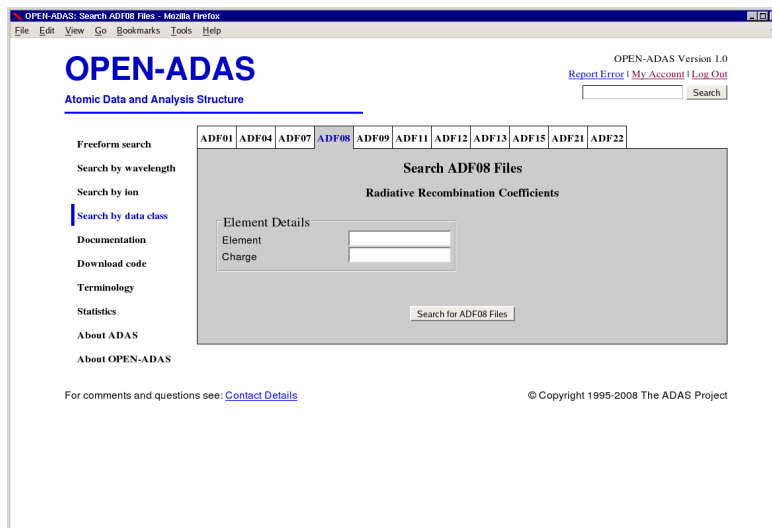 OPEN-ADAS: Search ADF08 Files - Mozilla Firefox
File Edit View Go Bookmarks Tools Help
OPEN-ADAS
Atomic Data and Analysis Structure
OPEN-ADAS Version 1.0
Report Error | My Account | Log Out
Search
Freeform search
Search by wavelength
Search by ion
Search by data class
Documentation
Download code
Terminology
Statistics
About ADAS
About OPEN-ADAS
ADF01 ADF04 ADF07 ADF08 ADF09 ADF11 ADF12 ADF13 ADF15 ADF21 ADF22
Search ADF08 Files
Radiative Recombination Coefficients
Element Details
Element
Charge
Search for ADF08 Files
For comments and questions see: Contact Details
© Copyright 1995-2008 The ADAS Project